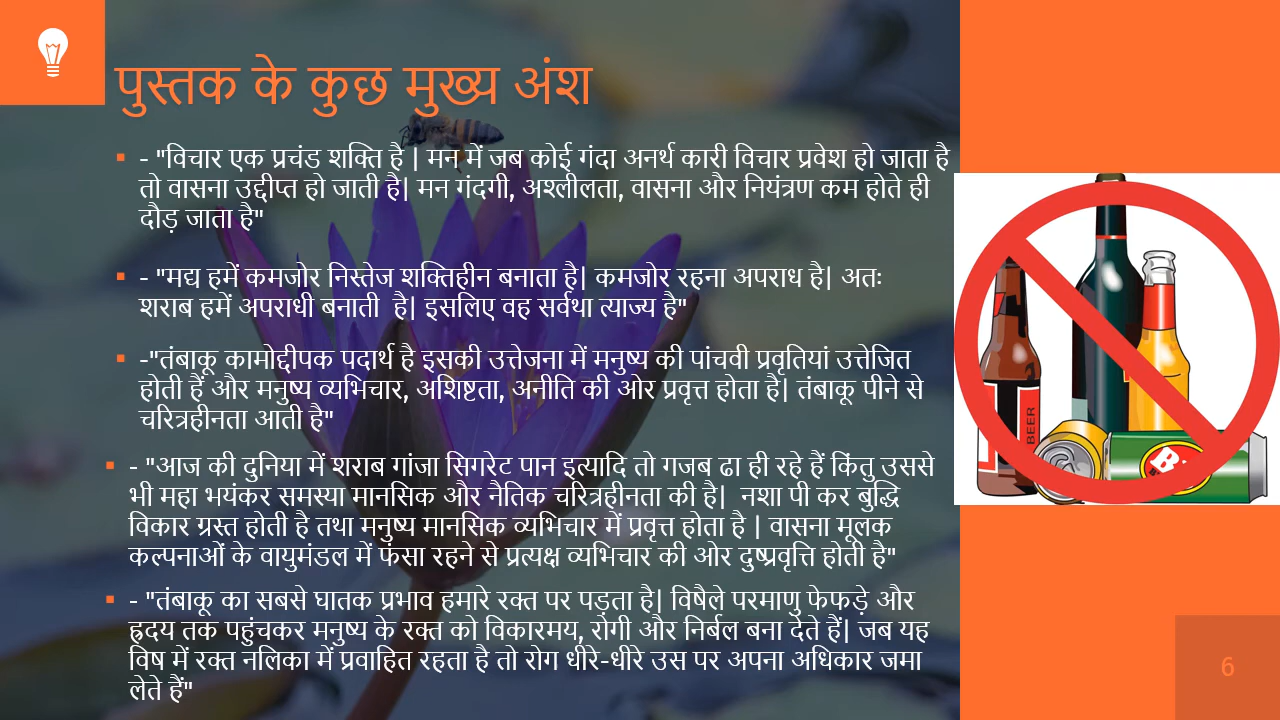 पुस्तक के कुछ मुख्य अंश
- "विचार एक प्रचंड शक्ति है | मन में जब कोई गंदा अनर्थ कारी विचार प्रवेश हो जाता है
तो वासना उद्दीप्त हो जाती है| मन गंदगी, अश्लीलता, वासना और नियंत्रण कम होते ही
दौड़ जाता है"
- "मद्य हमें कमजोर निस्तेज शक्तिहीन बनाता है| कमजोर रहना अपराध है| अतः
शराब हमें अपराधी बनाती है| इसलिए वह सर्वथा त्याज्य है"
-"तंबाकू कामोद्दीपक पदार्थ है इसकी उत्तेजना में मनुष्य की पांचवी प्रवृतियां उत्तेजित
होती हैं और मनुष्य व्यभिचार, अशिष्टता, अनीति की ओर प्रवृत्त होता है| तंबाकू पीने से
चरित्रहीनता आती है"
- "आज की दुनिया में शराब गांजा सिगरेट पान इत्यादि तो गजब ढा ही रहे हैं किंतु उससे
भी महा भयंकर समस्या मानसिक और नैतिक चरित्रहीनता की है| नशा पी कर बुद्धि
विकार ग्रस्त होती है तथा मनुष्य मानसिक व्यभिचार में प्रवृत्त होता है | वासना मूलक
कल्पनाओं के वायुमंडल में फंसा रहने से प्रत्यक्ष व्यभिचार की ओर दुष्प्रवृत्ति होती है"
- "तंबाकू का सबसे घातक प्रभाव हमारे रक्त पर पड़ता है| विषैले परमाणु फेफड़े और
ह्रदय तक पहुंचकर मनुष्य के रक्त को विकारमय, रोगी और निर्बल बना देते हैं| जब यह
विष में रक्त नलिका में प्रवाहित रहता है तो रोग धीरे-धीरे उस पर अपना अधिकार जमा
लेते हैं"
BEER
6